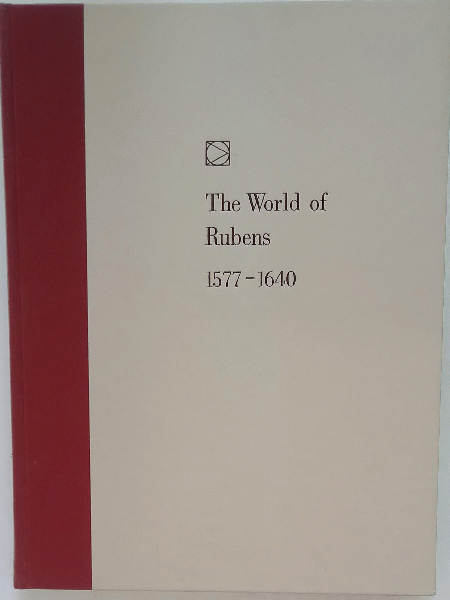 The World of
Rubens
1577-1640